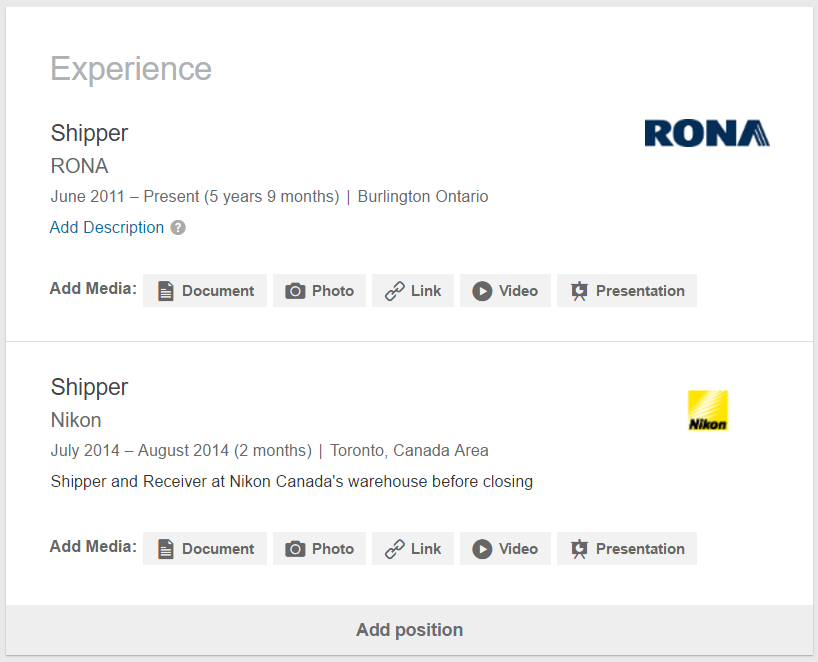 Experience
Shipper
RONA
RONA
June 2011 – Present (5 years 9 months) | Burlington Ontario
Add Description ?
Add Media: Document Photo Link Video Presentation
Shipper
Nikon
Nikon
July 2014 – August 2014 (2 months) | Toronto, Canada Area
Shipper and Receiver at Nikon Canada's warehouse before closing
Add Media: Document Photo Link Video Presentation
Add position